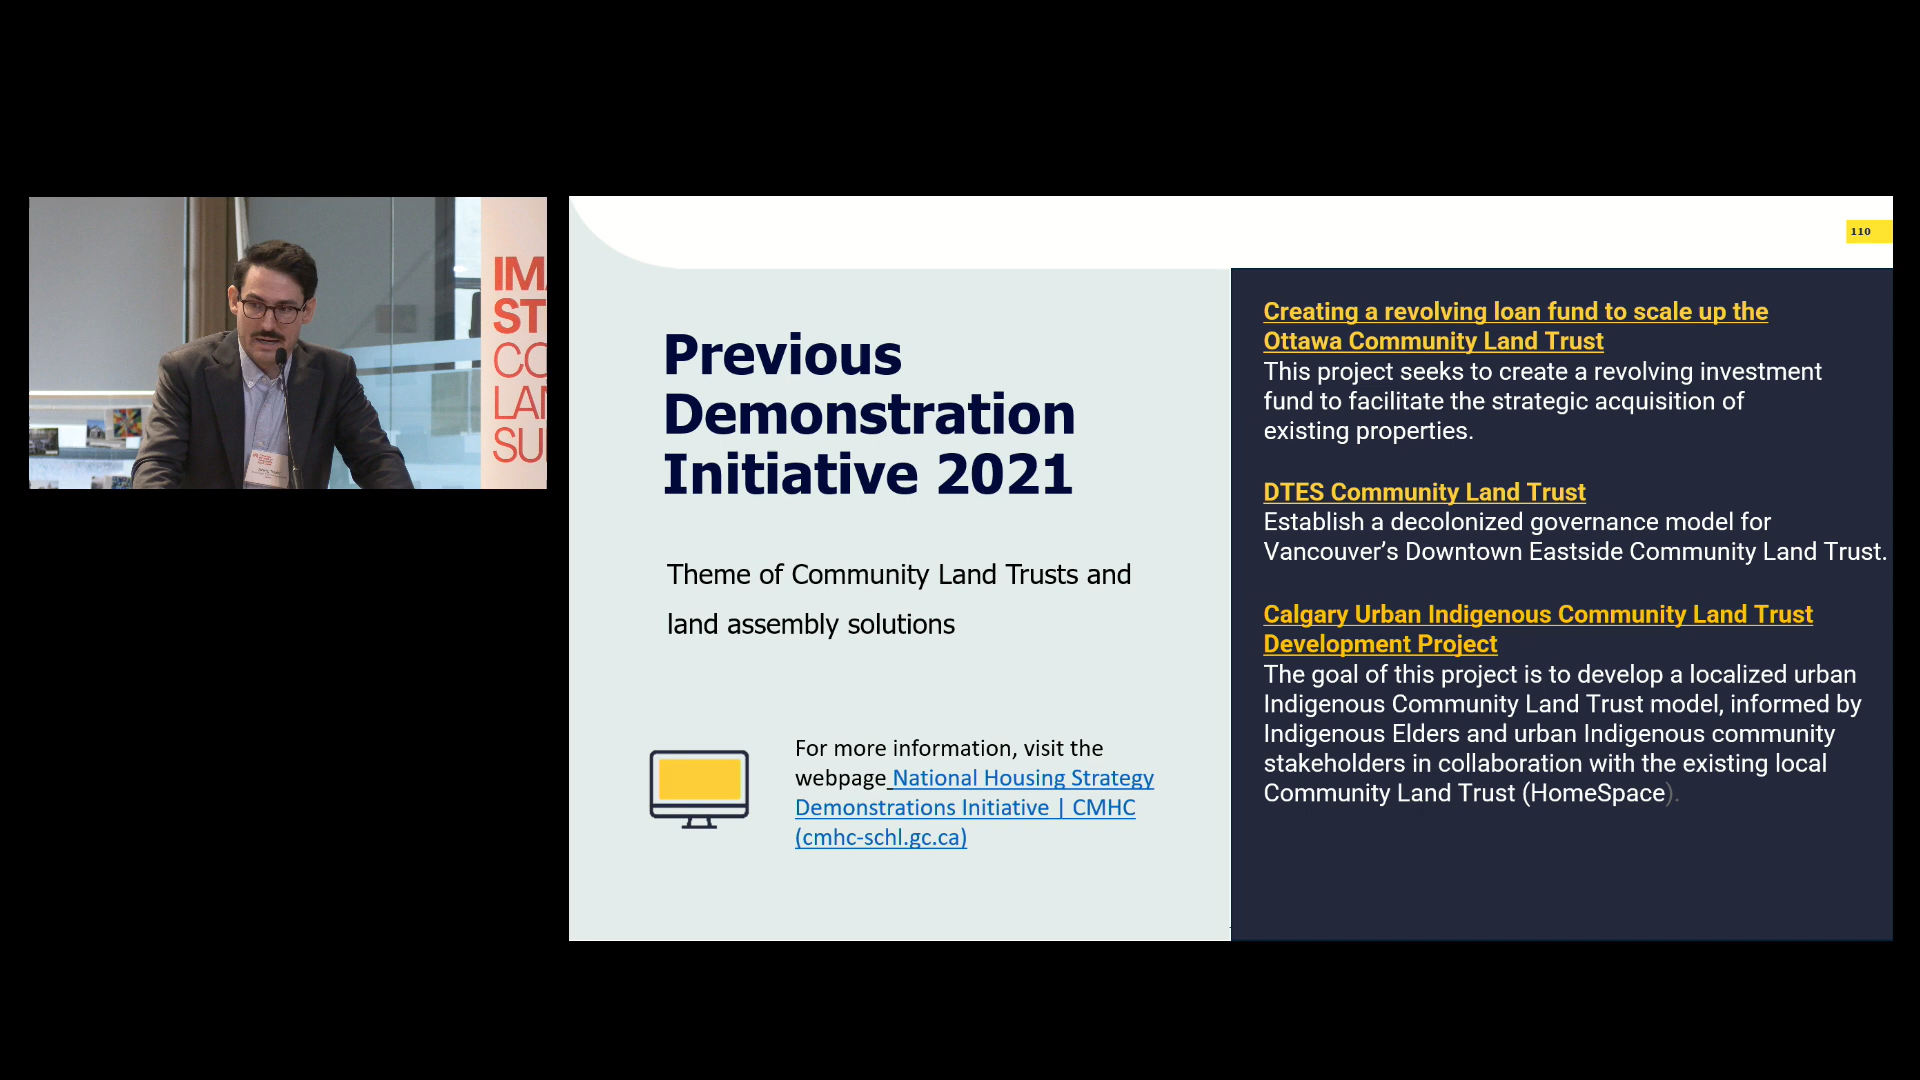 IM
ST
CO
LAN
SU
110
Previous
Demonstration
Initiative 2021
Theme of Community Land Trusts and
land assembly solutions
For more information, visit the
webpage National Housing Strategy
Demonstrations Initiative | CMHC
(cmhc-schl.gc.ca)
Creating a revolving loan fund to scale up the
Ottawa Community Land Trust
This project seeks to create a revolving investment
fund to facilitate the strategic acquisition of
existing properties.
DTES Community Land Trust
Establish a decolonized governance model for
Vancouver’s Downtown Eastside Community Land Trust.
Calgary Urban Indigenous Community Land Trust
Development Project
The goal of this project is to develop a localized urban
Indigenous Community Land Trust model, informed by
Indigenous Elders and urban Indigenous community
stakeholders in collaboration with the existing local
Community Land Trust (HomeSpace).